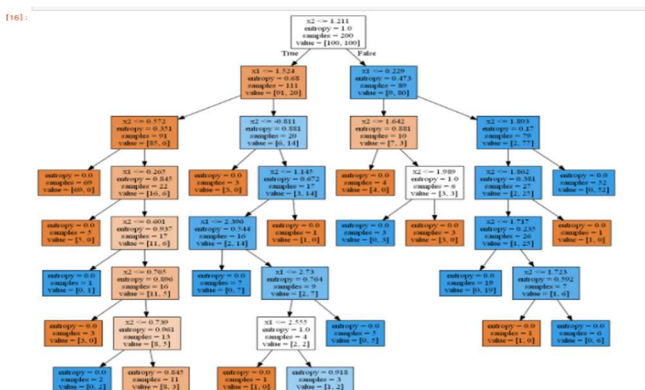 [16]:
x2 <= 1.211
entropy = 1.0
samples = 200
value = [100, 100]
True
False
x1 <= 1.524
entropy = 0.68
samples = 111
value = [91, 20]
x1 <= 0.229
entropy = 0.473
samples = 89
value = [9, 80]
x2 <= 0.572
entropy = 0.351
samples = 91
value = [85, 6]
x2 <= -0.811
entropy = 0.881
samples = 20
value = [6, 14]
x2 <= 1.642
entropy = 0.881
samples = 10
value = [7, 3]
x2 <= 1.893
entropy = 0.17
samples = 79
value = [2, 77]
entropy = 0.0
samples = 69
value = [69, 0]
x1 <= 0.265
entropy = 0.845
samples = 22
value = [16, 6]
entropy = 0.0
samples = 3
value = [3, 0]
x2 <= 1.145
entropy = 0.672
samples = 17
value = [3, 14]
entropy = 0.0
samples = 4
value = [4, 0]
x2 <= 1.989
entropy = 1.0
samples = 6
value = [3, 3]
x2 <= 1.862
entropy = 0.381
samples = 27
value = [2, 25]
entropy = 0.0
samples = 52
value = [0, 52]
entropy = 0.0
samples = 5
value = [5, 0]
x2 <= 0.601
entropy = 0.937
samples = 17
value = [11, 6]
x1 <= 2.304
entropy = 0.544
samples = 16
value = [2, 14]
entropy = 0.0
samples = 1
value = [1, 0]
entropy = 0.0
samples = 3
value = [0, 3]
entropy = 0.0
samples = 3
value = [3, 0]
x2 <= 1.717
entropy = 0.235
samples = 26
value = [1, 25]
entropy = 0.0
samples = 1
value = [1, 0]
entropy = 0.0
samples = 1
value = [0, 1]
x2 <= 0.705
entropy = 0.896
samples = 16
value = [11, 5]
entropy = 0.0
samples = 7
value = [0, 7]
x1 <= 2.73
entropy = 0.764
samples = 9
value = [2, 7]
entropy = 0.0
samples = 19
value = [0, 19]
x2 <= 1.723
entropy = 0.592
samples = 7
value = [1, 6]
entropy = 0.0
samples = 3
value = [3, 0]
x2 <= 0.739
entropy = 0.961
samples = 13
value = [8, 5]
x1 <= 2.555
entropy = 1.0
samples = 4
value = [2, 2]
entropy = 0.0
samples = 5
value = [0, 5]
entropy = 0.0
samples = 1
value = [1, 0]
entropy = 0.0
samples = 6
value = [0, 6]
entropy = 0.0
samples = 2
value = [0, 2]
entropy = 0.845
samples = 11
value = [8, 3]
entropy = 0.0
samples = 1
value = [1, 0]
entropy = 0.918
samples = 3
value = [1, 2]